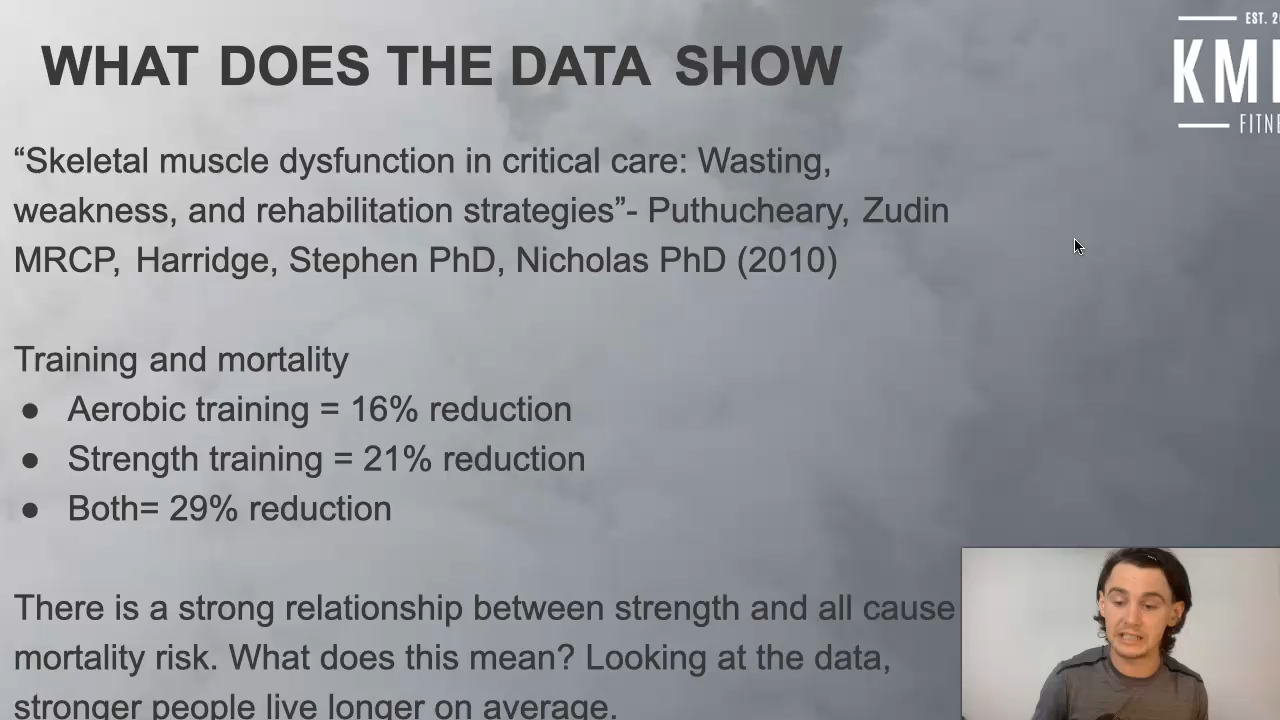 WHAT DOES THE DATA SHOW
EST. 2
KM
FITNE
“Skeletal muscle dysfunction in critical care: Wasting,
weakness, and rehabilitation strategies”- Puthucheary, Zudin
MRCP, Harridge, Stephen PhD, Nicholas PhD (2010)
Training and mortality
● Aerobic training = 16% reduction
● Strength training = 21% reduction
● Both= 29% reduction
There is a strong relationship between strength and all cause
mortality risk. What does this mean? Looking at the data,
stronger people live longer on average.